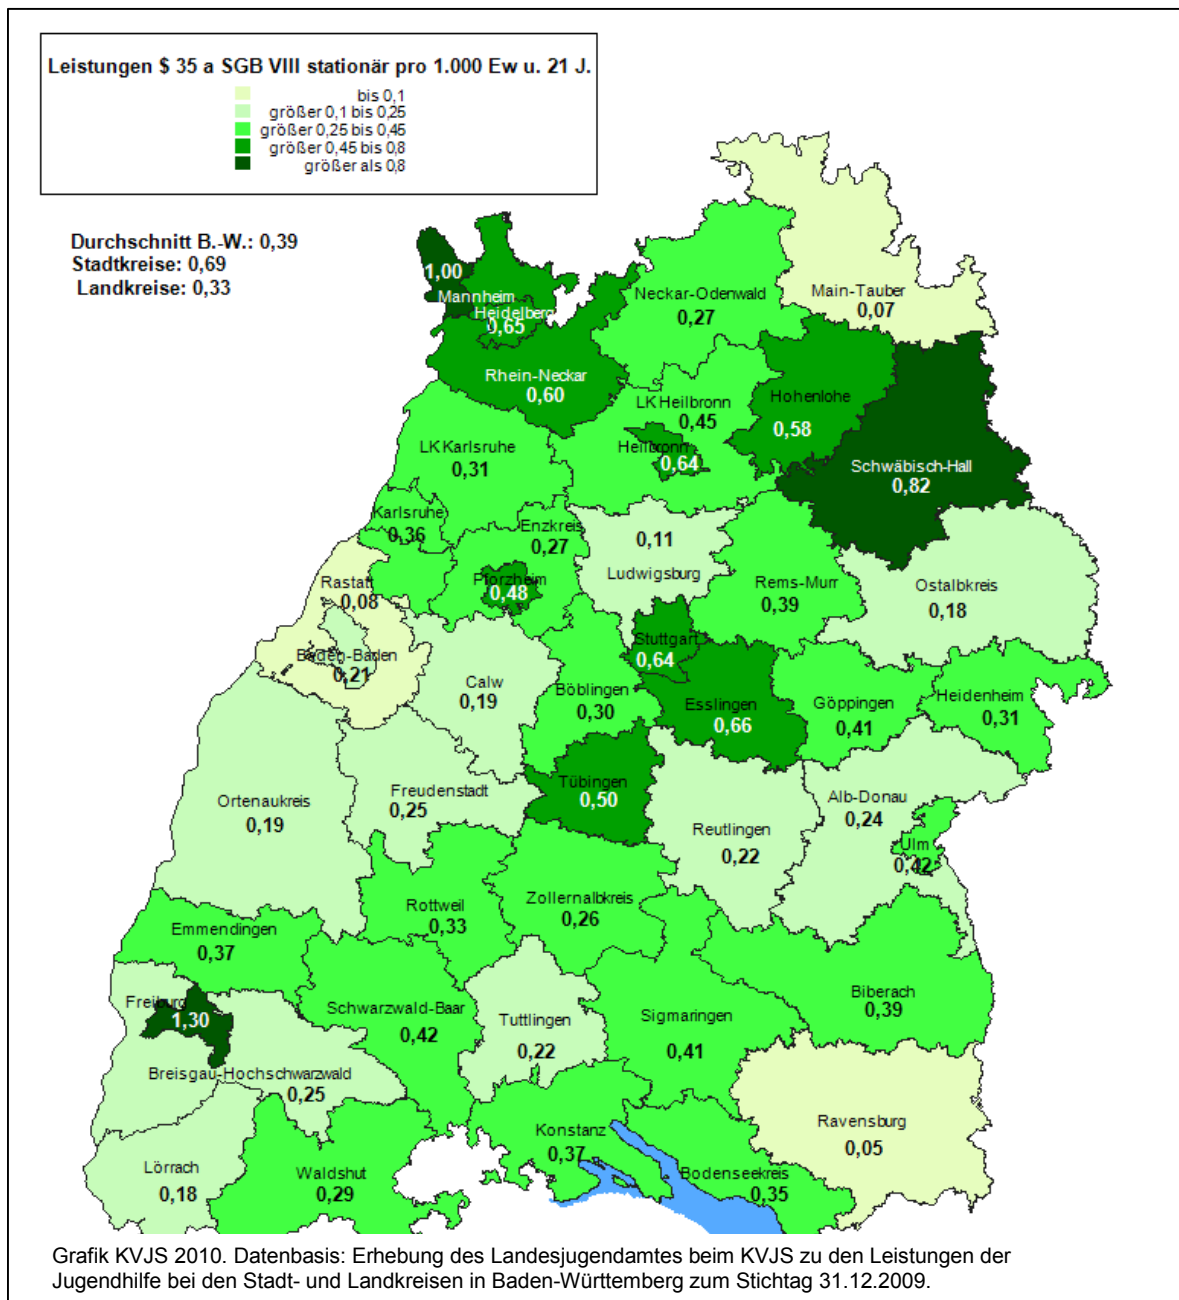 Leistungen $ 35 a SGB VIII stationär pro 1.000 Ew u. 21 J.
bis 0,1
größer 0,1 bis 0,25
größer 0,25 bis 0,45
größer 0,45 bis 0,8
größer als 0,8
Durchschnitt B.-W.: 0,39
Stadtkreise: 0,69
Landkreise: 0,33
1,00
Mannheim
Heidelberg
0,65
Rhein-Neckar
0,60
Neckar-Odenwald
0,27
Main-Tauber
0,07
LK Heilbronn
0,45
Hohenlohe
0,58
Heilbronn
0,64
Schwäbisch-Hall
0,82
LK Karlsruhe
0,31
Karlsruhe
0,36
Enzkreis
0,27
Pforzheim
0,48
0,11
Ludwigsburg
Rems-Murr
0,39
Ostalbkreis
0,18
Rastatt
0,08
Baden-Baden
0,21
Calw
0,19
Böblingen
0,30
Stuttgart
0,64
Esslingen
0,66
Göppingen
0,41
Heidenheim
0,31
Ortenaukreis
0,19
Freudenstadt
0,25
Tübingen
0,50
Reutlingen
0,22
Alb-Donau
0,24
Ulm
0,42
Rottweil
0,33
Zollernalbkreis
0,26
Emmendingen
0,37
Freiburg
1,30
Schwarzwald-Baar
0,42
Tuttlingen
0,22
Sigmaringen
0,41
Biberach
0,39
Breisgau-Hochschwarzwald
0,25
Lörrach
0,18
Waldshut
0,29
Konstanz
0,37
Bodenseekreis
0,35
Ravensburg
0,05
Grafik KVJS 2010. Datenbasis: Erhebung des Landesjugendamtes beim KVJS zu den Leistungen der
Jugendhilfe bei den Stadt- und Landkreisen in Baden-Württemberg zum Stichtag 31.12.2009.